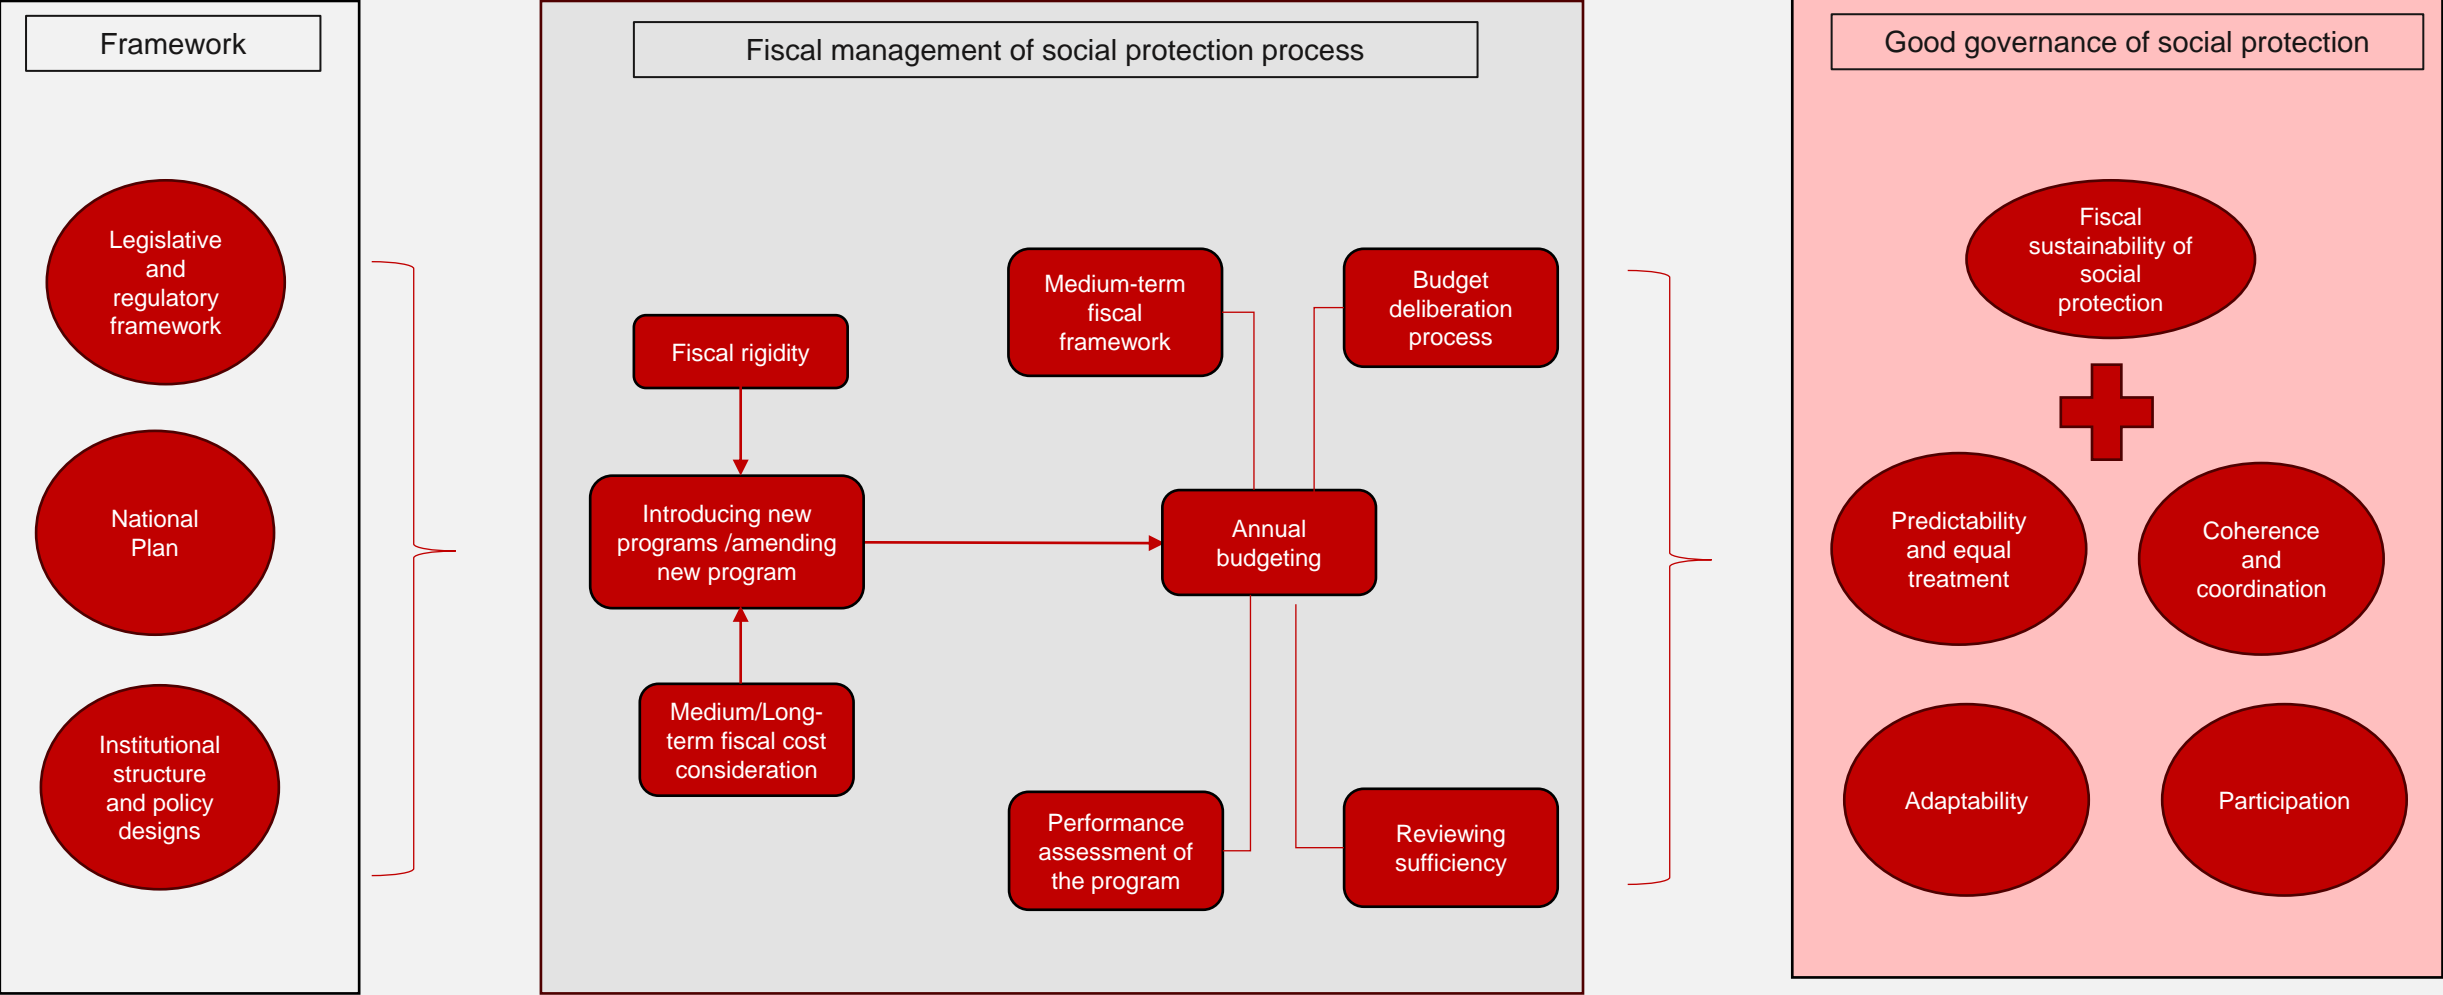 Framework
Legislative
and
regulatory
framework
National
Plan
Institutional
structure
and policy
designs
Fiscal management of social protection process
Fiscal rigidity
Introducing new
programs /amending
new program
Medium/Long-
term fiscal cost
consideration
Medium-term
fiscal
framework
Budget
deliberation
process
Annual
budgeting
Performance
assessment of
the program
Reviewing
sufficiency
Good governance of social protection
Fiscal
sustainability of
social
protection
Predictability
and equal
treatment
Coherence
and
coordination
Adaptability
Participation